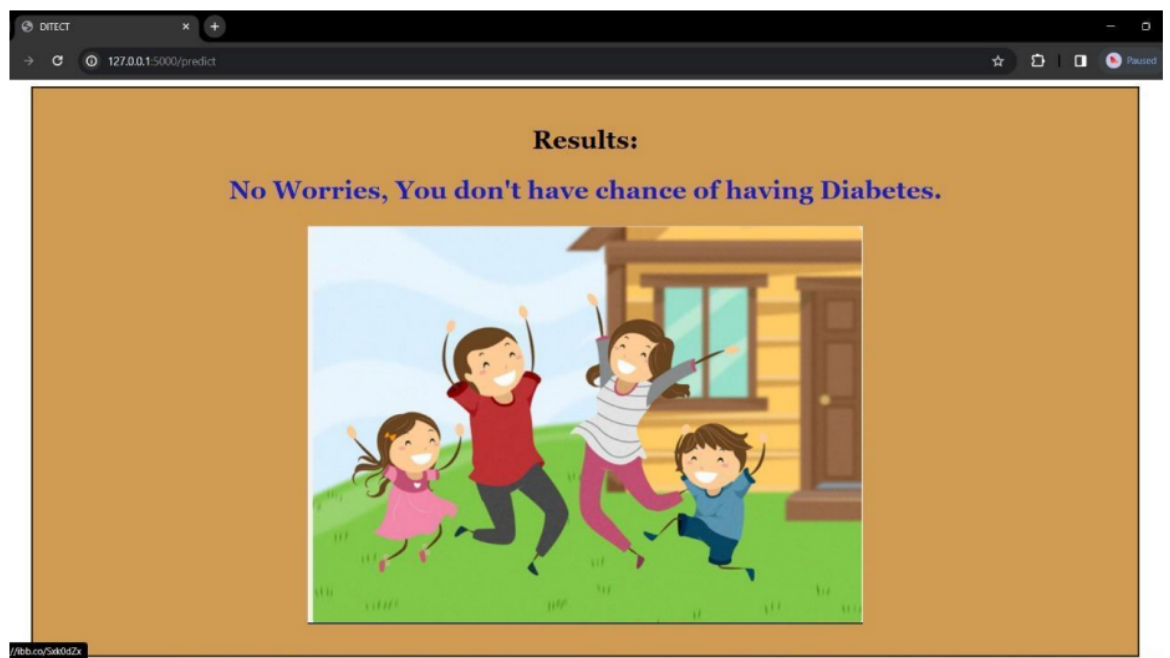 DITECT
127.0.0.1:5000/predict
Paused
Results:
No Worries, You don't have chance of having Diabetes.
//ibb.co/Sxk0dZx